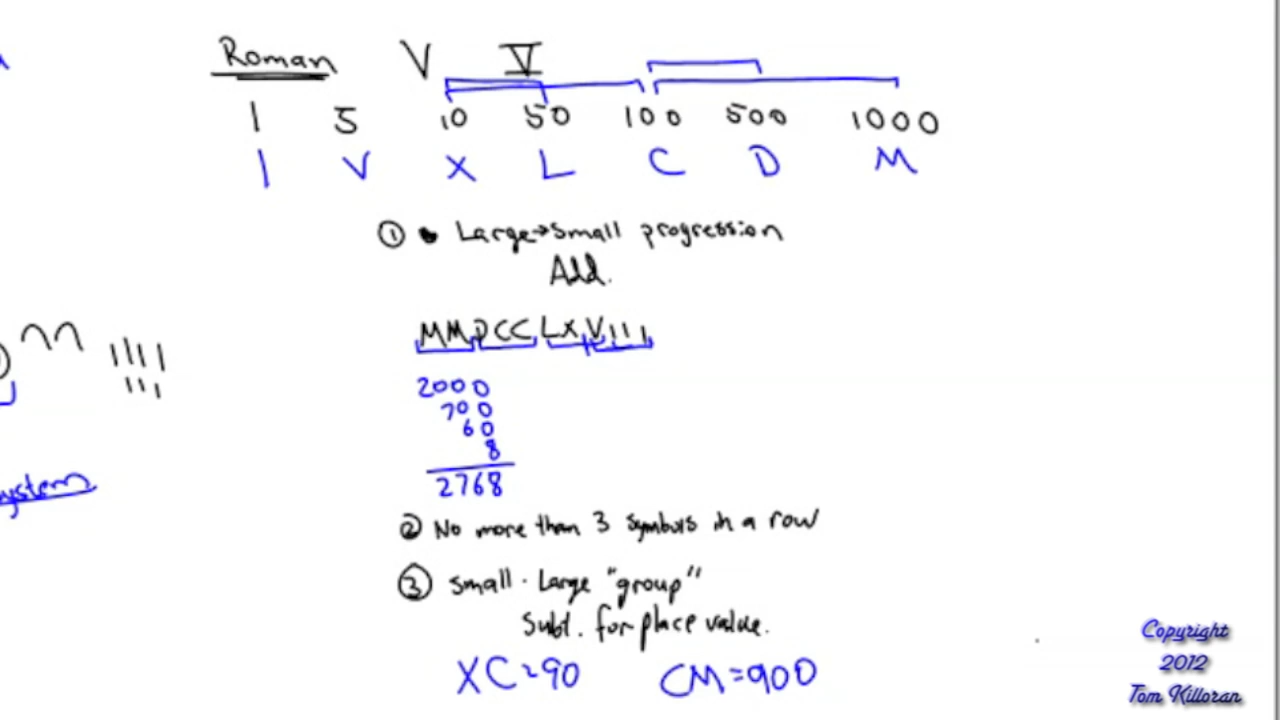 Roman V V
1 5 10 50 100 500 1000
I V X L C D M
① Large→Small progression
Add.
MMDCCLXVIII
2000
700
60
8
2768
② No more than 3 symbols in a row
③ Small · Large "group"
Subt. for place value.
XC=90 CM=900
ystem
Copyright
2012
Tom Killoran